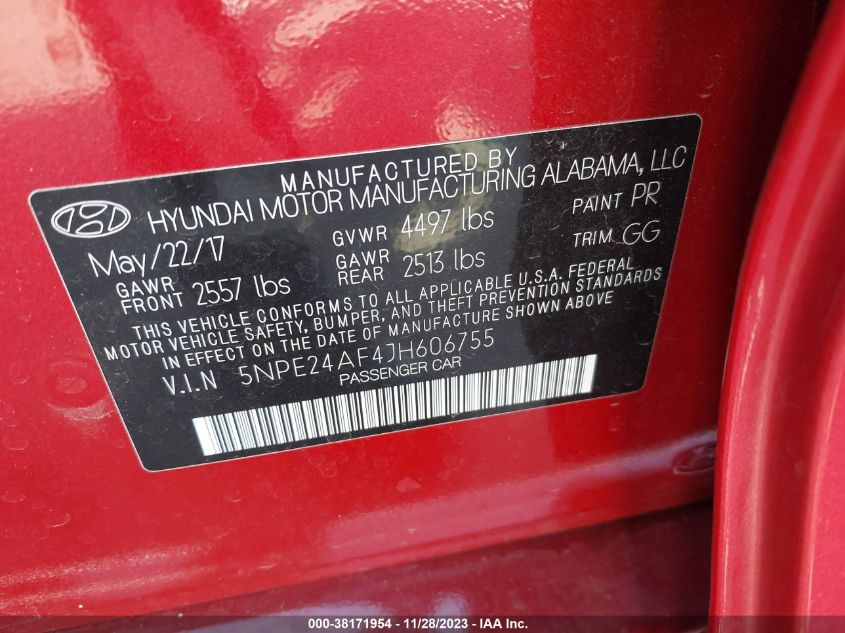 MANUFACTURED BY
HYUNDAI MOTOR MANUFACTURING ALABAMA, LLC
May/22/17 GVWR 4497 lbs PAINT PR
GAWR FRONT 2557 lbs GAWR REAR 2513 lbs TRIM GG
THIS VEHICLE CONFORMS TO ALL APPLICABLE U.S.A. FEDERAL
MOTOR VEHICLE SAFETY, BUMPER, AND THEFT PREVENTION STANDARDS
IN EFFECT ON THE DATE OF MANUFACTURE SHOWN ABOVE
V.I.N 5NPE24AF4JH606755
PASSENGER CAR
000-38171954 - 11/28/2023 - IAA Inc.